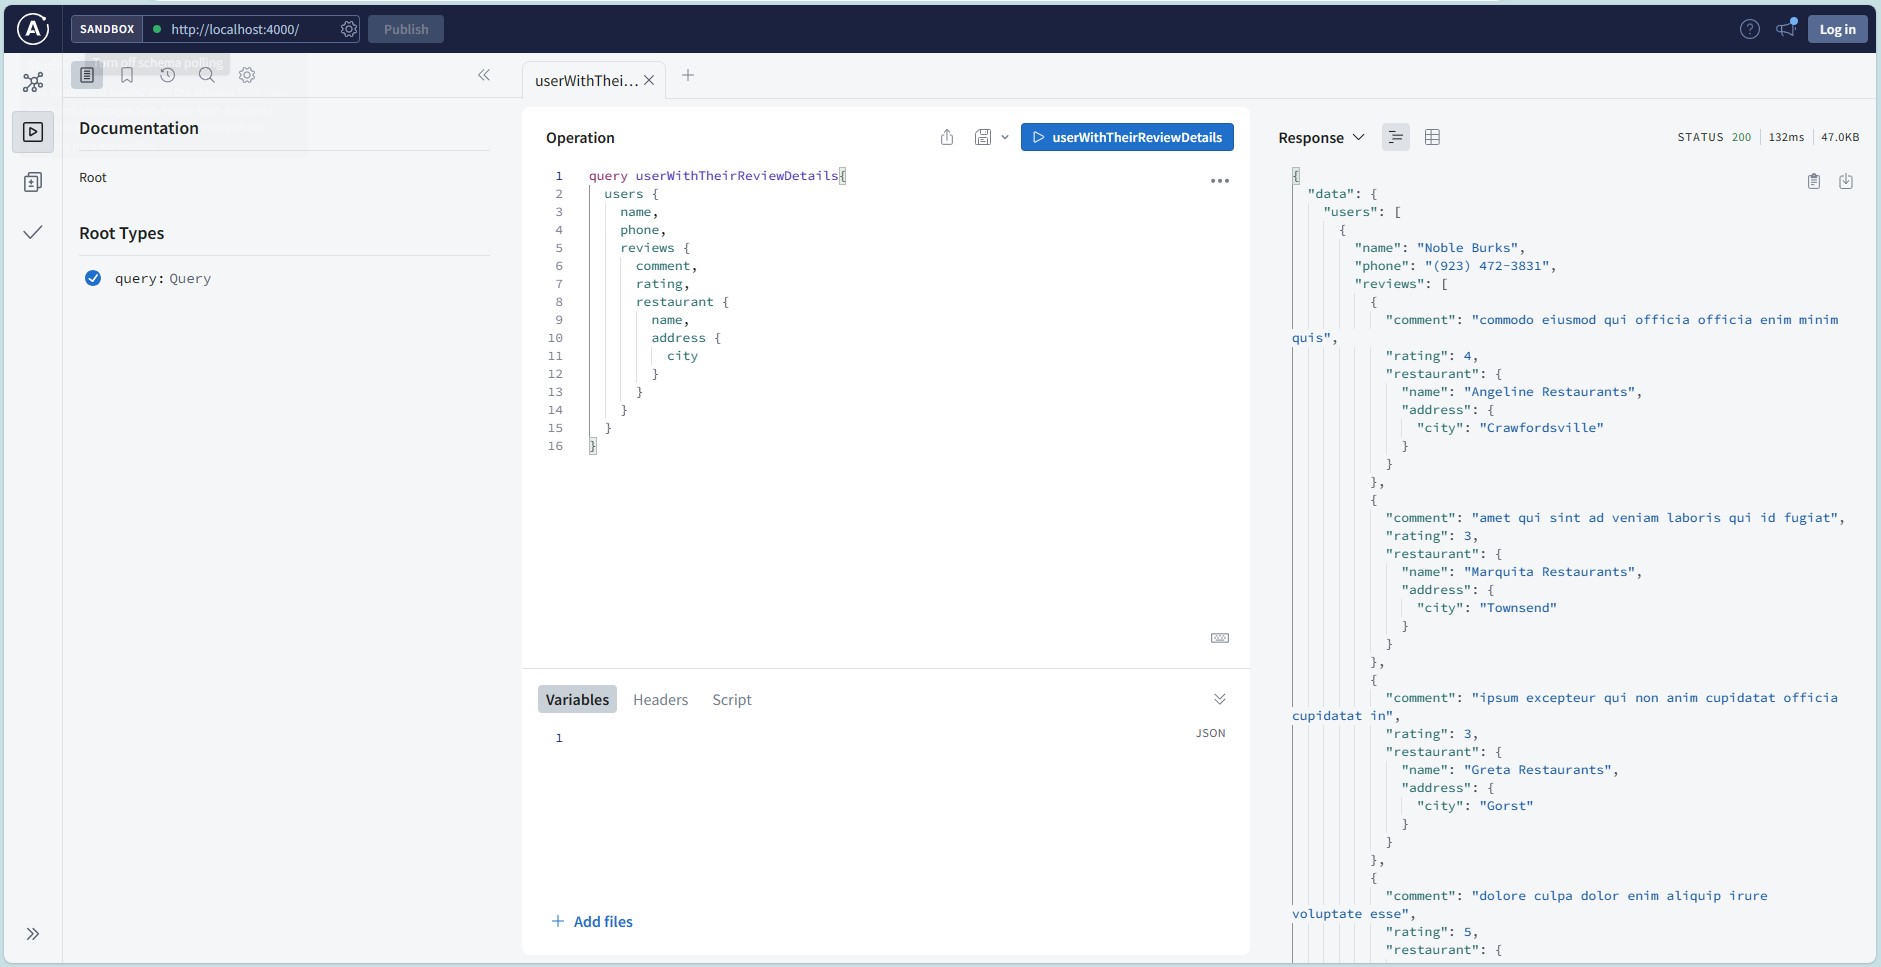 SANDBOX
http://localhost:4000/
Publish
Log in
Turn off schema polling
userWithThei...
Documentation
Root
Root Types
query: Query
Operation
userWithTheirReviewDetails
1 query userWithTheirReviewDetails{
2 users {
3 name,
4 phone,
5 reviews {
6 comment,
7 rating,
8 restaurant {
9 name,
10 address {
11 city
12 }
13 }
14 }
15 }
16 }
Variables Headers Script
JSON
1
+ Add files
Response
STATUS 200 132ms 47.0KB
{
"data": {
"users": [
{
"name": "Noble Burks",
"phone": "(923) 472-3831",
"reviews": [
{
"comment": "commodo eiusmod qui officia officia enim minim
quis",
"rating": 4,
"restaurant": {
"name": "Angeline Restaurants",
"address": {
"city": "Crawfordsville"
}
}
},
{
"comment": "amet qui sint ad veniam laboris qui id fugiat",
"rating": 3,
"restaurant": {
"name": "Marquita Restaurants",
"address": {
"city": "Townsend"
}
}
},
{
"comment": "ipsum excepteur qui non anim cupidatat officia
cupidatat in",
"rating": 3,
"restaurant": {
"name": "Greta Restaurants",
"address": {
"city": "Gorst"
}
}
},
{
"comment": "dolore culpa dolor enim aliquip irure
voluptate esse",
"rating": 5,
"restaurant": {